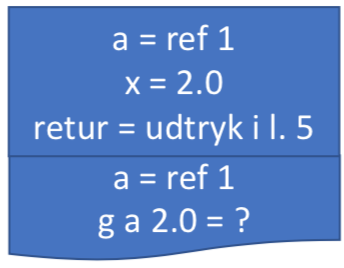 a = ref 1
x = 2.0
retur = udtryk i l. 5
a = ref 1
g a 2.0 = ?